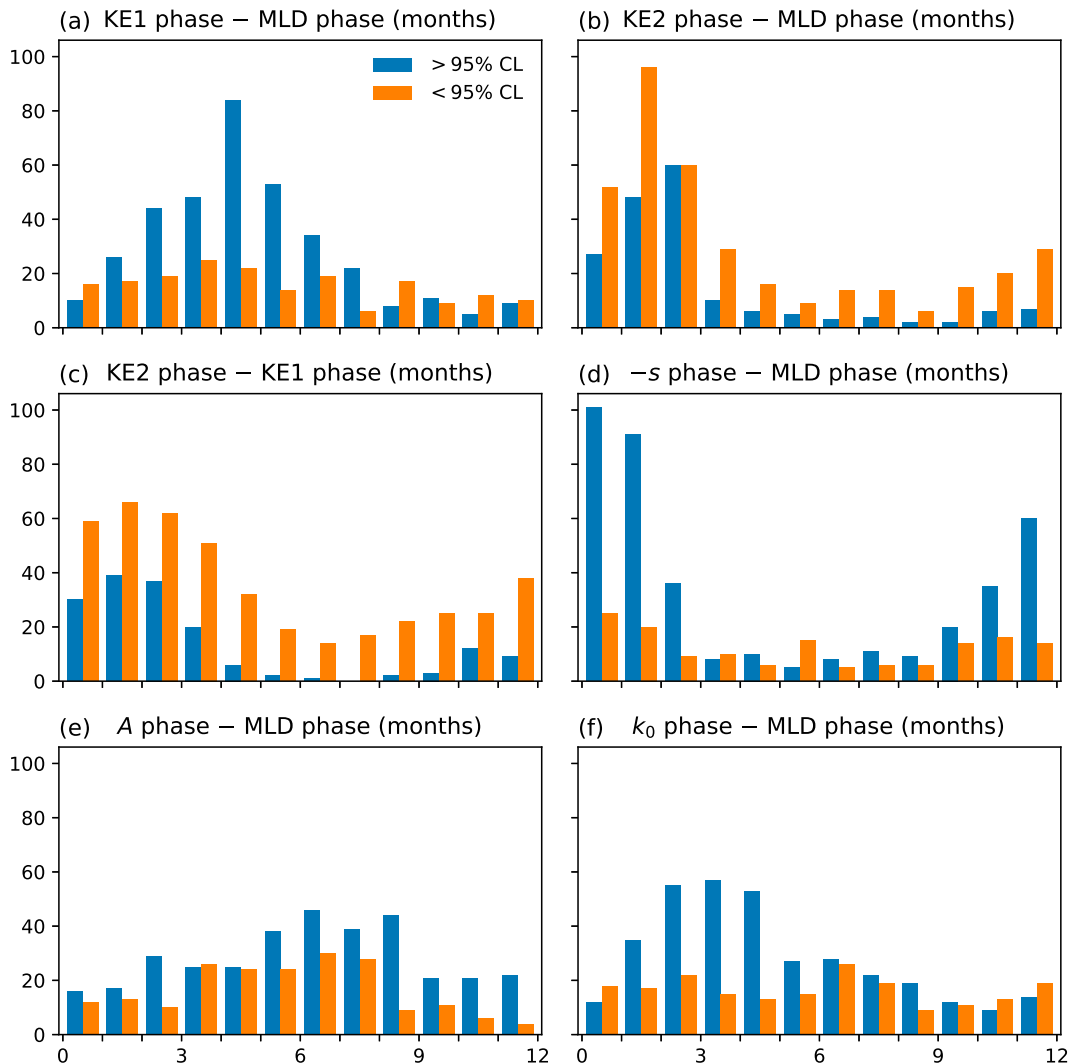 (a) KE1 phase − MLD phase (months)
(b) KE2 phase − MLD phase (months)
100
80
60
40
20
0
> 95% CL
< 95% CL
(c) KE2 phase − KE1 phase (months)
(d) −s phase − MLD phase (months)
100
80
60
40
20
0
(e) A phase − MLD phase (months)
(f) k₀ phase − MLD phase (months)
100
80
60
40
20
0
0 3 6 9 12
0 3 6 9 12